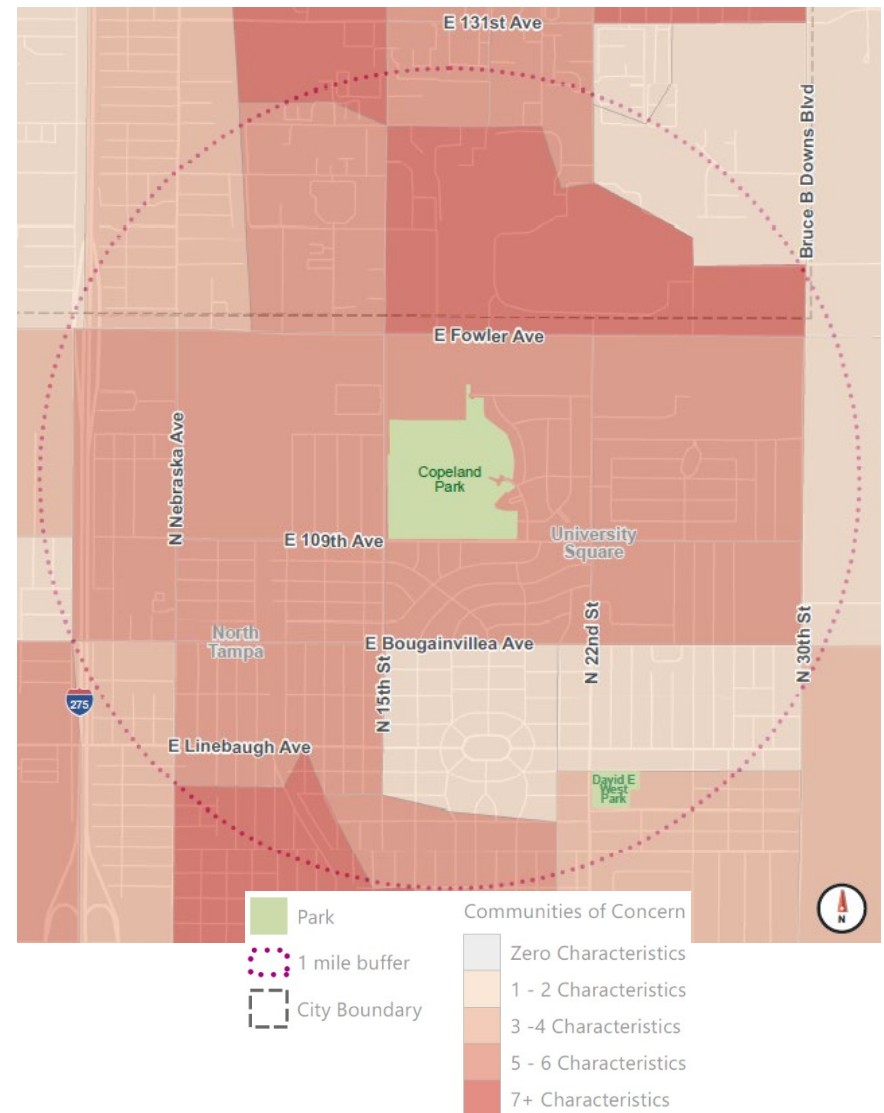 E 131st Ave
Bruce B Downs Blvd
E Fowler Ave
N Nebraska Ave
Copeland
Park
E 109th Ave
University
Square
North
Tampa
E Bougainvillea Ave
N 15th St
N 22nd St
N 30th St
275
E Linebaugh Ave
David E
West
Park
N
Park
1 mile buffer
City Boundary
Communities of Concern
Zero Characteristics
1 - 2 Characteristics
3 -4 Characteristics
5 - 6 Characteristics
7+ Characteristics